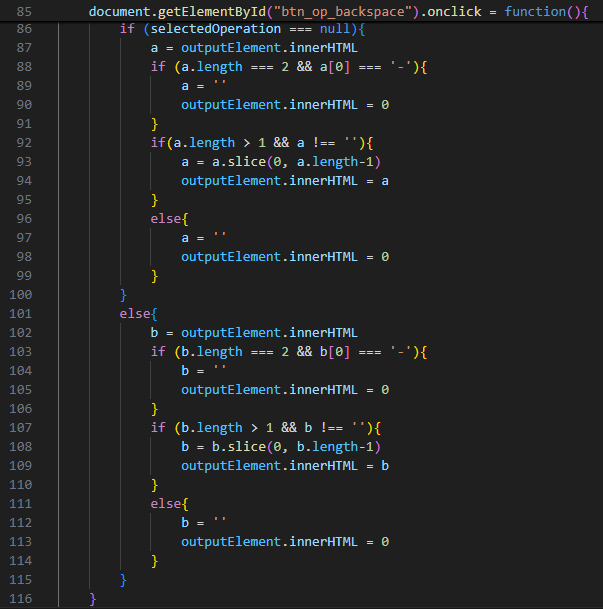 85 document.getElementById("btn_op_backspace").onclick = function(){
86 if (selectedOperation === null){
87 a = outputElement.innerHTML
88 if (a.length === 2 && a[0] === '-'){
89 a = ''
90 outputElement.innerHTML = 0
91 }
92 if(a.length > 1 && a !== ''){
93 a = a.slice(0, a.length-1)
94 outputElement.innerHTML = a
95 }
96 else{
97 a = ''
98 outputElement.innerHTML = 0
99 }
100 }
101 else{
102 b = outputElement.innerHTML
103 if (b.length === 2 && b[0] === '-'){
104 b = ''
105 outputElement.innerHTML = 0
106 }
107 if (b.length > 1 && b !== ''){
108 b = b.slice(0, b.length-1)
109 outputElement.innerHTML = b
110 }
111 else{
112 b = ''
113 outputElement.innerHTML = 0
114 }
115 }
116 }